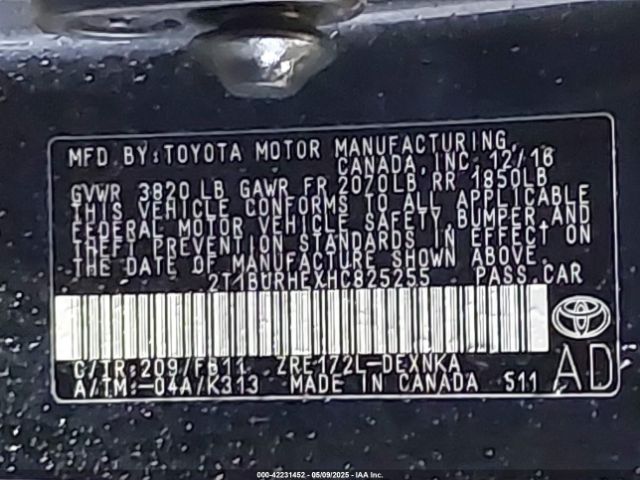 MFD. BY: TOYOTA MOTOR MANUFACTURING,
CANADA, INC. 12/16
GVWR 3820 LB GAWR FR 2070LB RR 1850LB
THIS VEHICLE CONFORMS TO ALL APPLICABLE
FEDERAL MOTOR VEHICLE SAFETY, BUMPER, AND
THEFT PREVENTION STANDARDS IN EFFECT ON
THE DATE OF MANUFACTURE SHOWN ABOVE.
2T1BURHEXHC825255 PASS.CAR
C/TR:209/FB11 ZRE172L-DEXNKA
A/TM:-04A/K313 MADE IN CANADA S11
AD
000-42231452 - 05/09/2025 - IAA Inc.